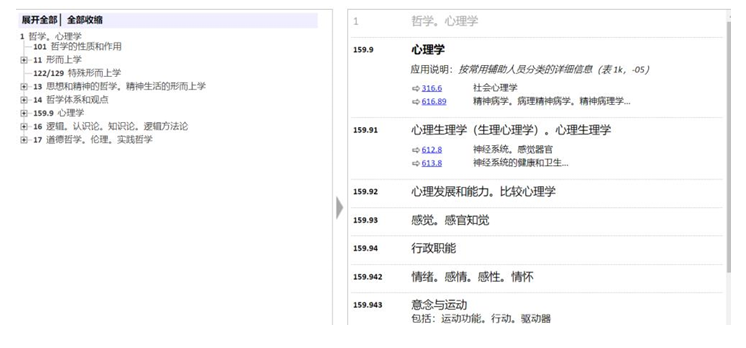 展开全部| 全部收缩
1 哲学。心理学
101 哲学的性质和作用
11 形而上学
122/129 特殊形而上学
13 思想和精神的哲学。精神生活的形而上学
14 哲学体系和观点
159.9 心理学
16 逻辑。认识论。知识论。逻辑方法论
17 道德哲学。伦理。实践哲学
1 哲学。心理学
159.9 心理学
应用说明：按常用辅助人员分类的详细信息（表 1k，-05）
⇨ 316.6 社会心理学
⇨ 616.89 精神病学。病理精神病学。精神病理学...
159.91 心理生理学（生理心理学）。心理生理学
⇨ 612.8 神经系统。感觉器官
⇨ 613.8 神经系统的健康和卫生...
159.92 心理发展和能力。比较心理学
159.93 感觉。感官知觉
159.94 行政职能
159.942 情绪。感情。感性。情怀
159.943 意念与运动
包括：运动功能。行动。驱动器